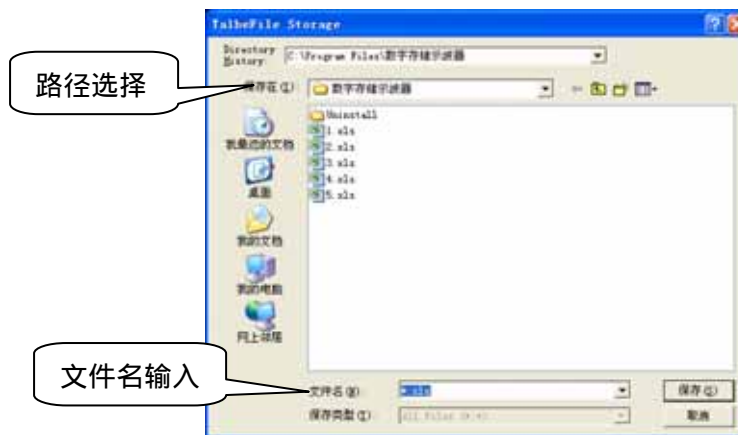 TalbeFile Storage
Directory History
C:\Program Files\数字存储示波器
路径选择
保存在(I)
数字存储示波器
Uninstall
1.xls
2.xls
3.xls
4.xls
5.xls
我最近的文档
桌面
我的文档
我的电脑
网上邻居
文件名输入
文件名(N)
*.xls
保存(S)
保存类型(T)
All Files (*.*)
取消